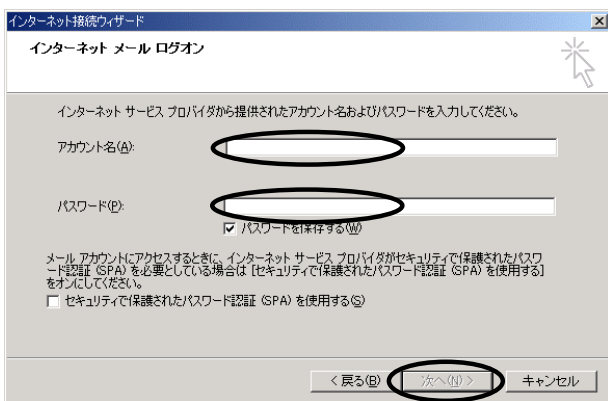 インターネット接続ウィザード
インターネット メール ログオン
インターネット サービス プロバイダから提供されたアカウント名およびパスワードを入力してください。
アカウント名(A):
パスワード(P):
パスワードを保存する(W)
メール アカウントにアクセスするときに、インターネット サービス プロバイダがセキュリティで保護されたパスワ
ード認証 (SPA) を必要としている場合は [セキュリティで保護されたパスワード認証 (SPA) を使用する]
をオンにしてください。
セキュリティで保護されたパスワード認証 (SPA) を使用する(S)
< 戻る(B)
次へ(N) >
キャンセル